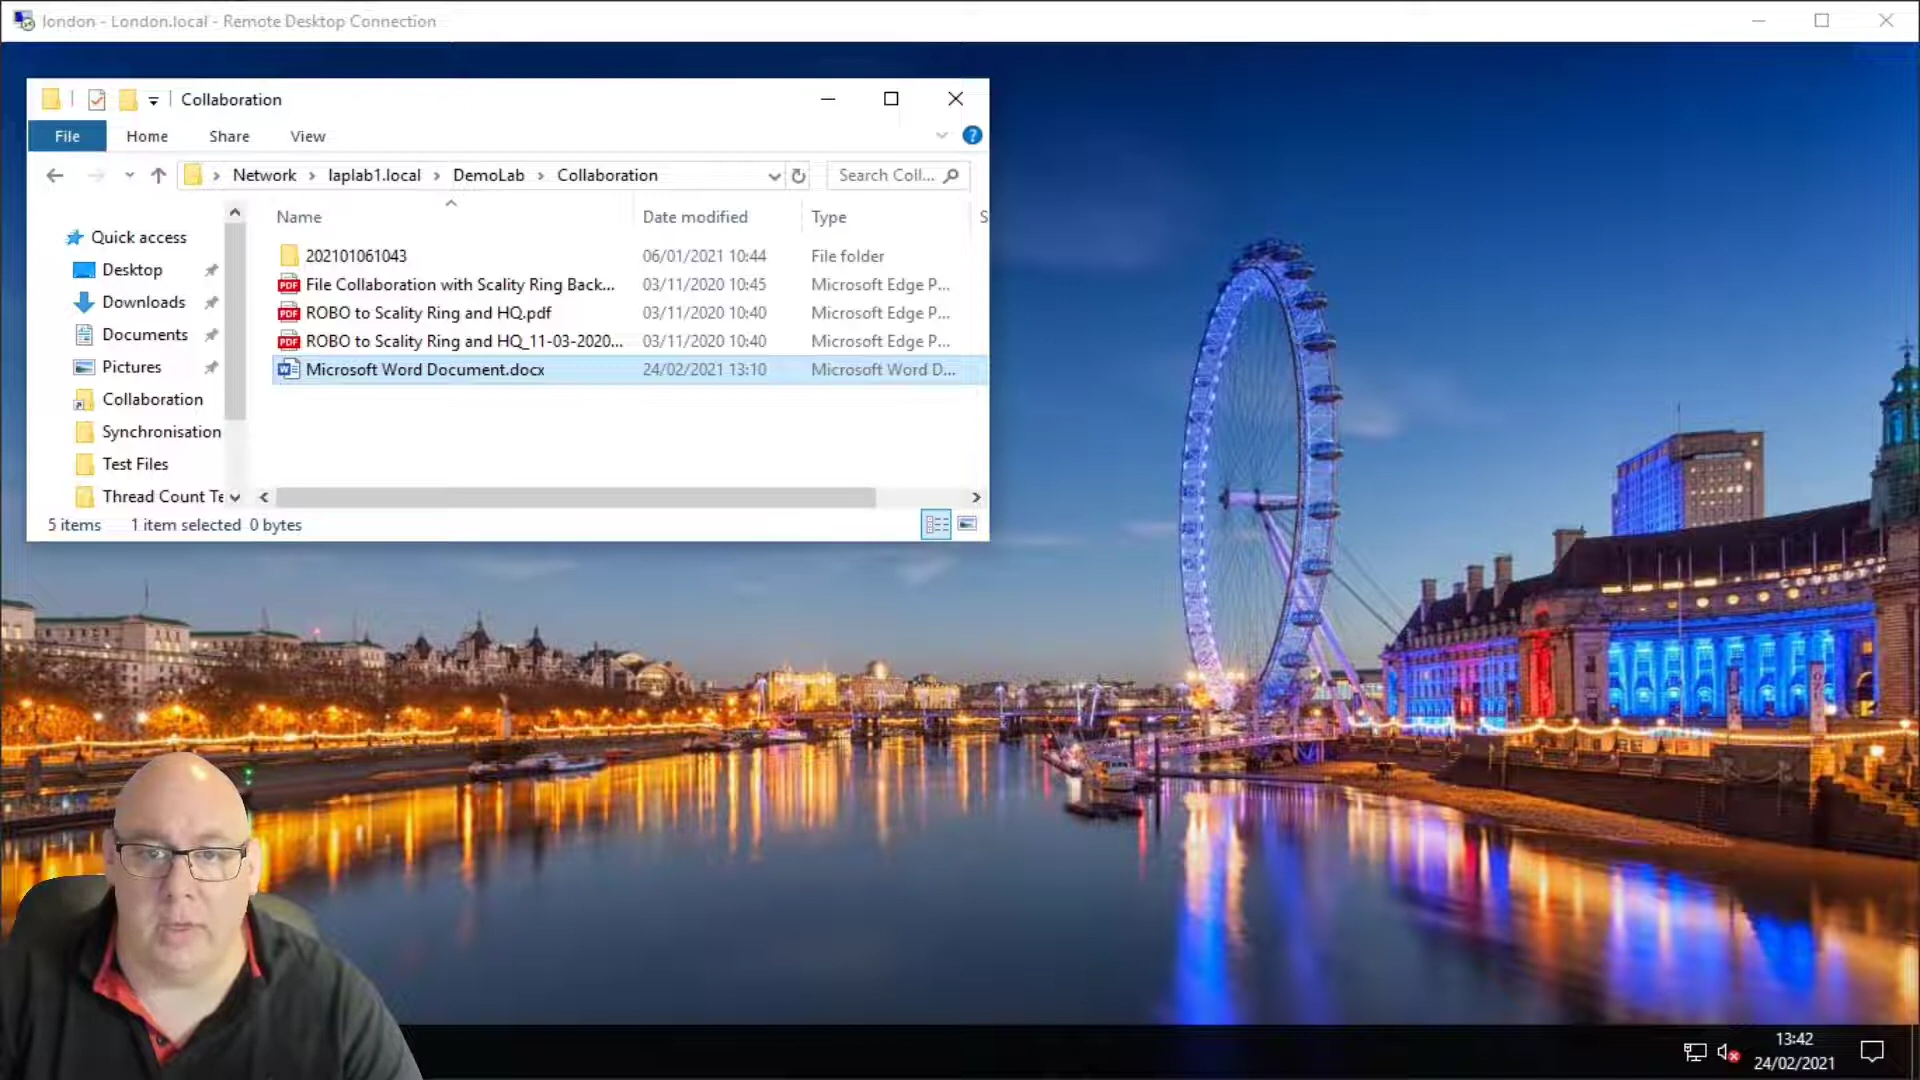 london - London.local - Remote Desktop Connection
Collaboration
File Home Share View
Network laplab1.local DemoLab Collaboration Search Coll...
Name Date modified Type S
Quick access
Desktop
Downloads
Documents
Pictures
Collaboration
Synchronisation
Test Files
Thread Count Te
202101061043 06/01/2021 10:44 File folder
File Collaboration with Scality Ring Back... 03/11/2020 10:45 Microsoft Edge P...
ROBO to Scality Ring and HQ.pdf 03/11/2020 10:40 Microsoft Edge P...
ROBO to Scality Ring and HQ_11-03-2020... 03/11/2020 10:40 Microsoft Edge P...
Microsoft Word Document.docx 24/02/2021 13:10 Microsoft Word D...
5 items 1 item selected 0 bytes
13:42
24/02/2021